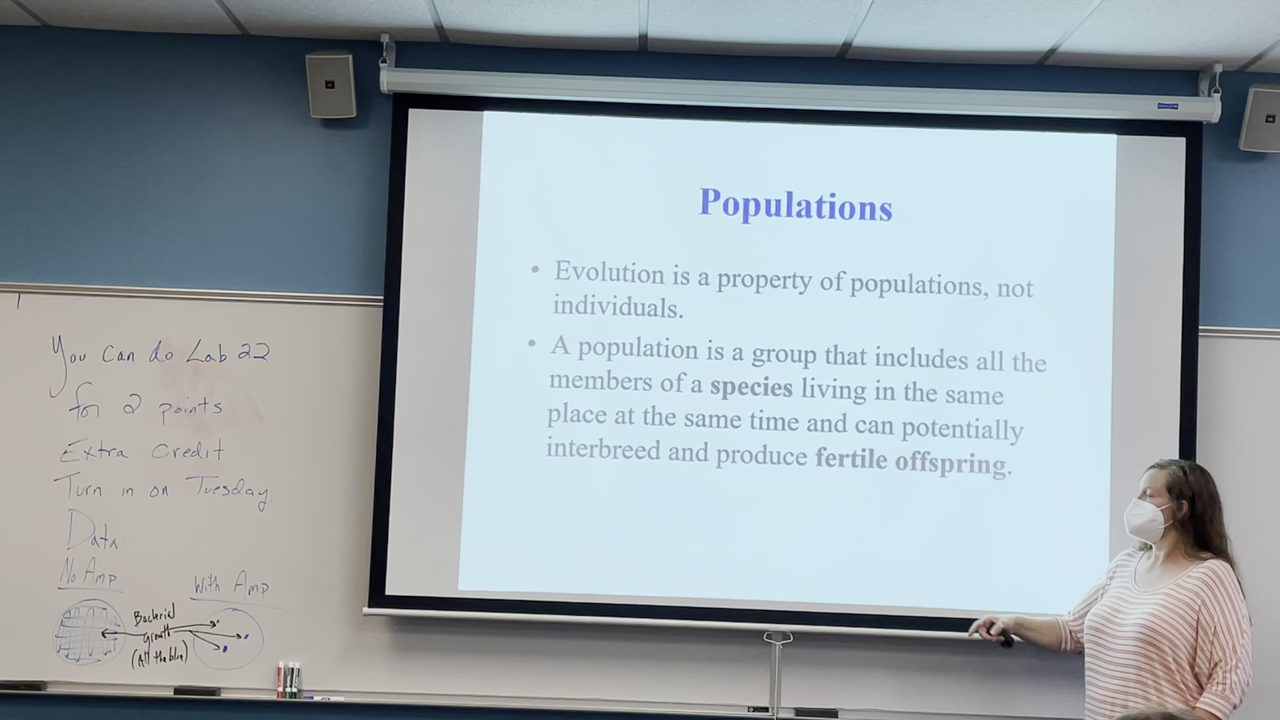 You Can do Lab 22
for 2 points
Extra Credit
Turn in on Tuesday.
Data:
No Amp
With Amp
Bacterial
Growth
(All the blue)
Populations
• Evolution is a property of populations, not
individuals.
• A population is a group that includes all the
members of a species living in the same
place at the same time and can potentially
interbreed and produce fertile offspring.